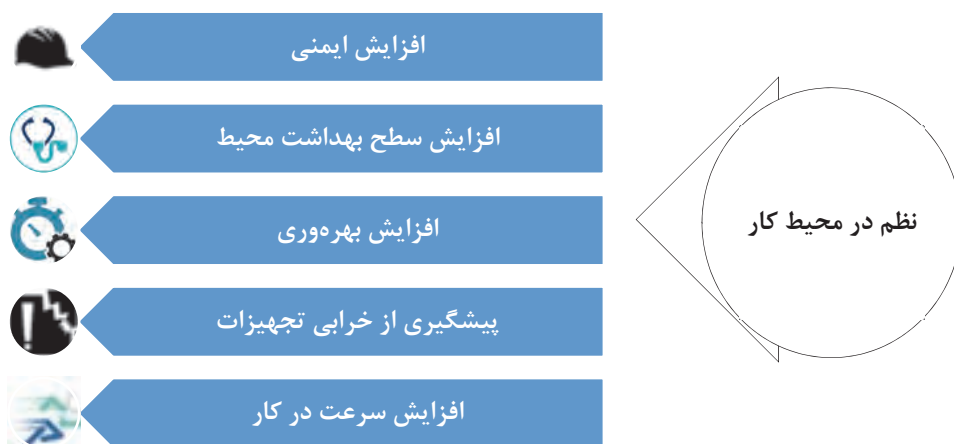 نظم در محیط کار
افزایش ایمنی
افزایش سطح بهداشت محیط
افزایش بهره‌وری
پیشگیری از خرابی تجهیزات
افزایش سرعت در کار